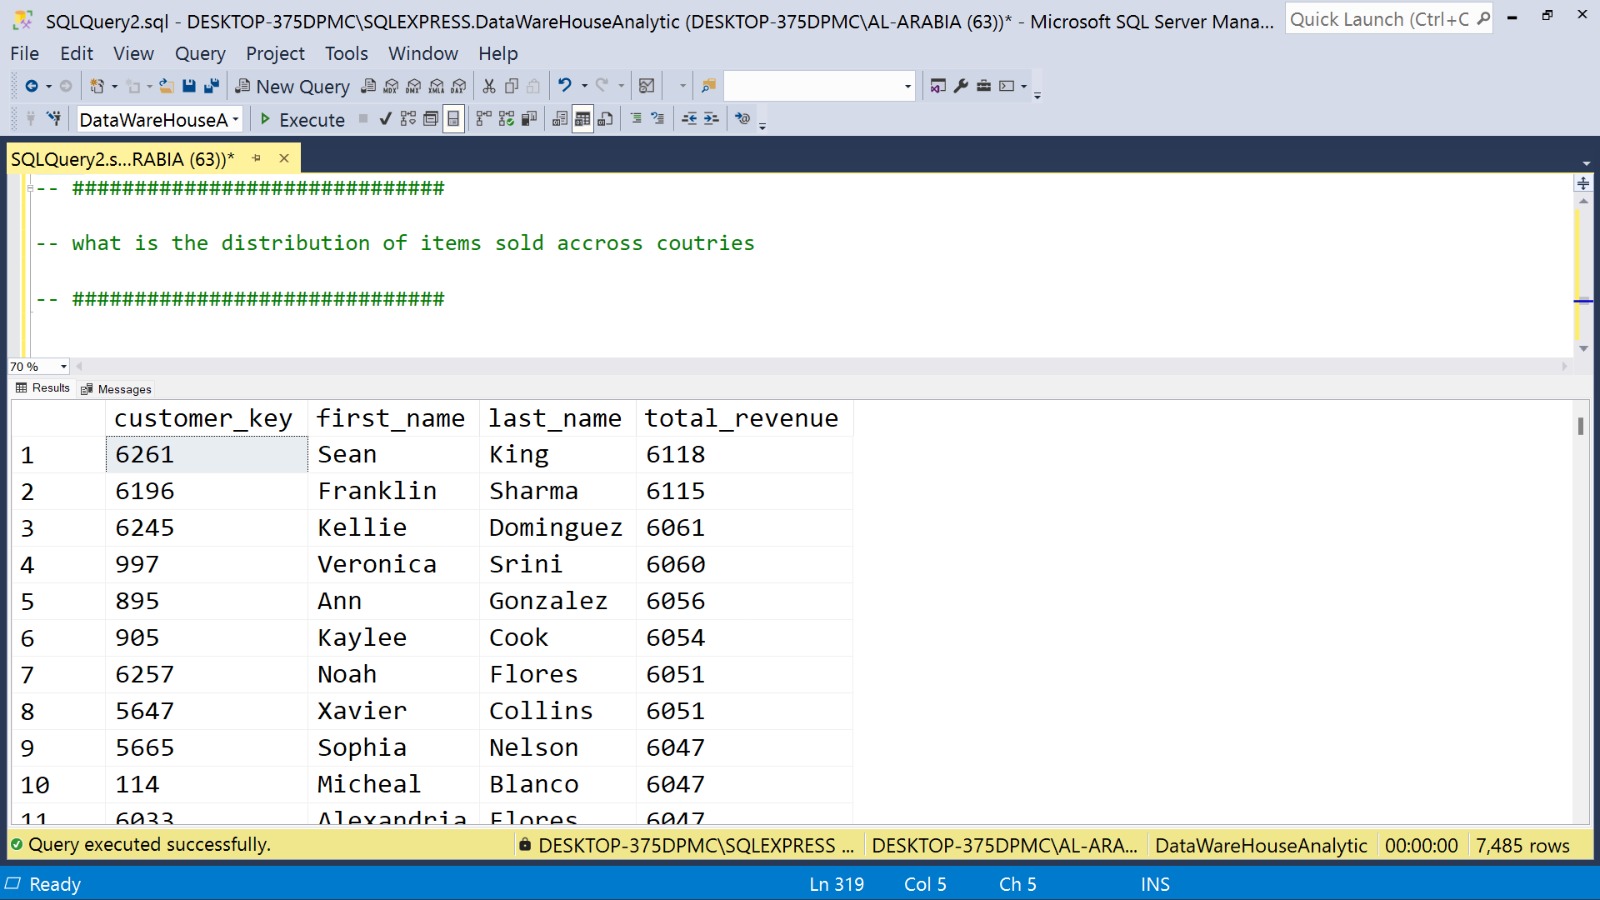 SQLQuery2.sql - DESKTOP-375DPMC\SQLEXPRESS.DataWareHouseAnalytic (DESKTOP-375DPMC\AL-ARABIA (63))* - Microsoft SQL Server Mana...
Quick Launch (Ctrl+C
File Edit View Query Project Tools Window Help
New Query
DataWareHouseA Execute
SQLQuery2.s...RABIA (63))*
-- ##############################
-- what is the distribution of items sold accross coutries
-- ##############################
70 %
Results Messages
customer_key first_name last_name total_revenue
1 6261 Sean King 6118
2 6196 Franklin Sharma 6115
3 6245 Kellie Dominguez 6061
4 997 Veronica Srini 6060
5 895 Ann Gonzalez 6056
6 905 Kaylee Cook 6054
7 6257 Noah Flores 6051
8 5647 Xavier Collins 6051
9 5665 Sophia Nelson 6047
10 114 Micheal Blanco 6047
11 6033 Alexandria Flores 6047
Query executed successfully. DESKTOP-375DPMC\SQLEXPRESS ... DESKTOP-375DPMC\AL-ARA... DataWareHouseAnalytic 00:00:00 7,485 rows
Ready Ln 319 Col 5 Ch 5 INS